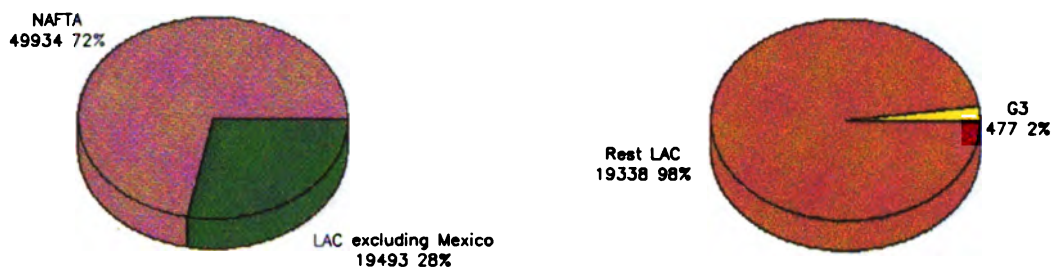 NAFTA
49934 72%
LAC excluding Mexico
19493 28%
Rest LAC
19338 98%
G3
477 2%